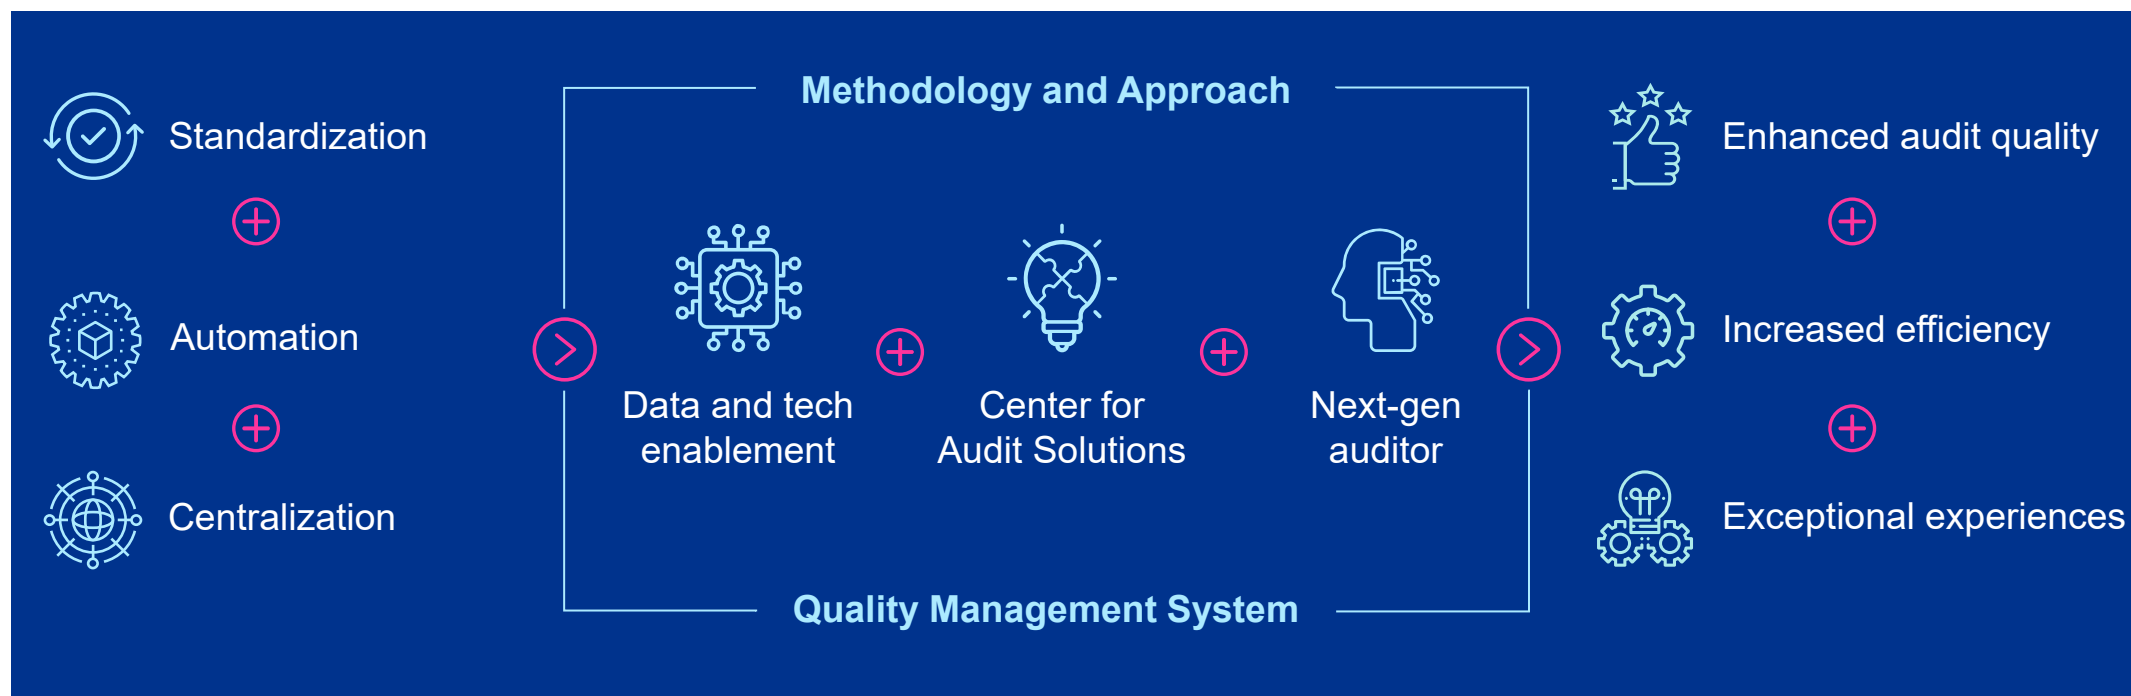 Standardization
Automation
Centralization
Methodology and Approach
Data and tech
enablement
Center for
Audit Solutions
Next-gen
auditor
Quality Management System
Enhanced audit quality
Increased efficiency
Exceptional experiences